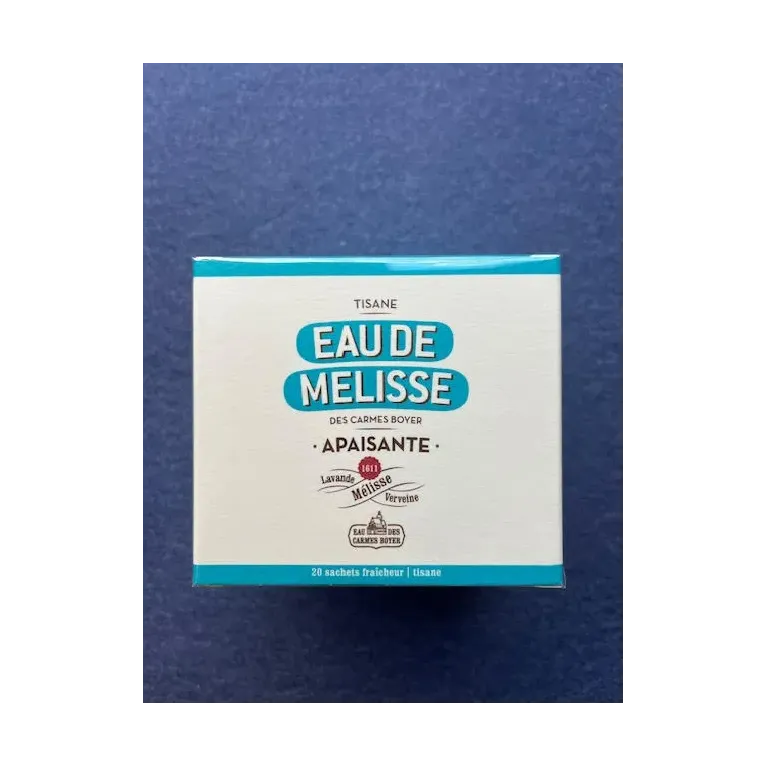 TISANE
EAU DE
MELISSE
DES CARMES BOYER
· APAISANTE ·
1611
Lavande
Mélisse
Verveine
EAU DES
CARMES BOYER
20 sachets fraîcheur | tisane